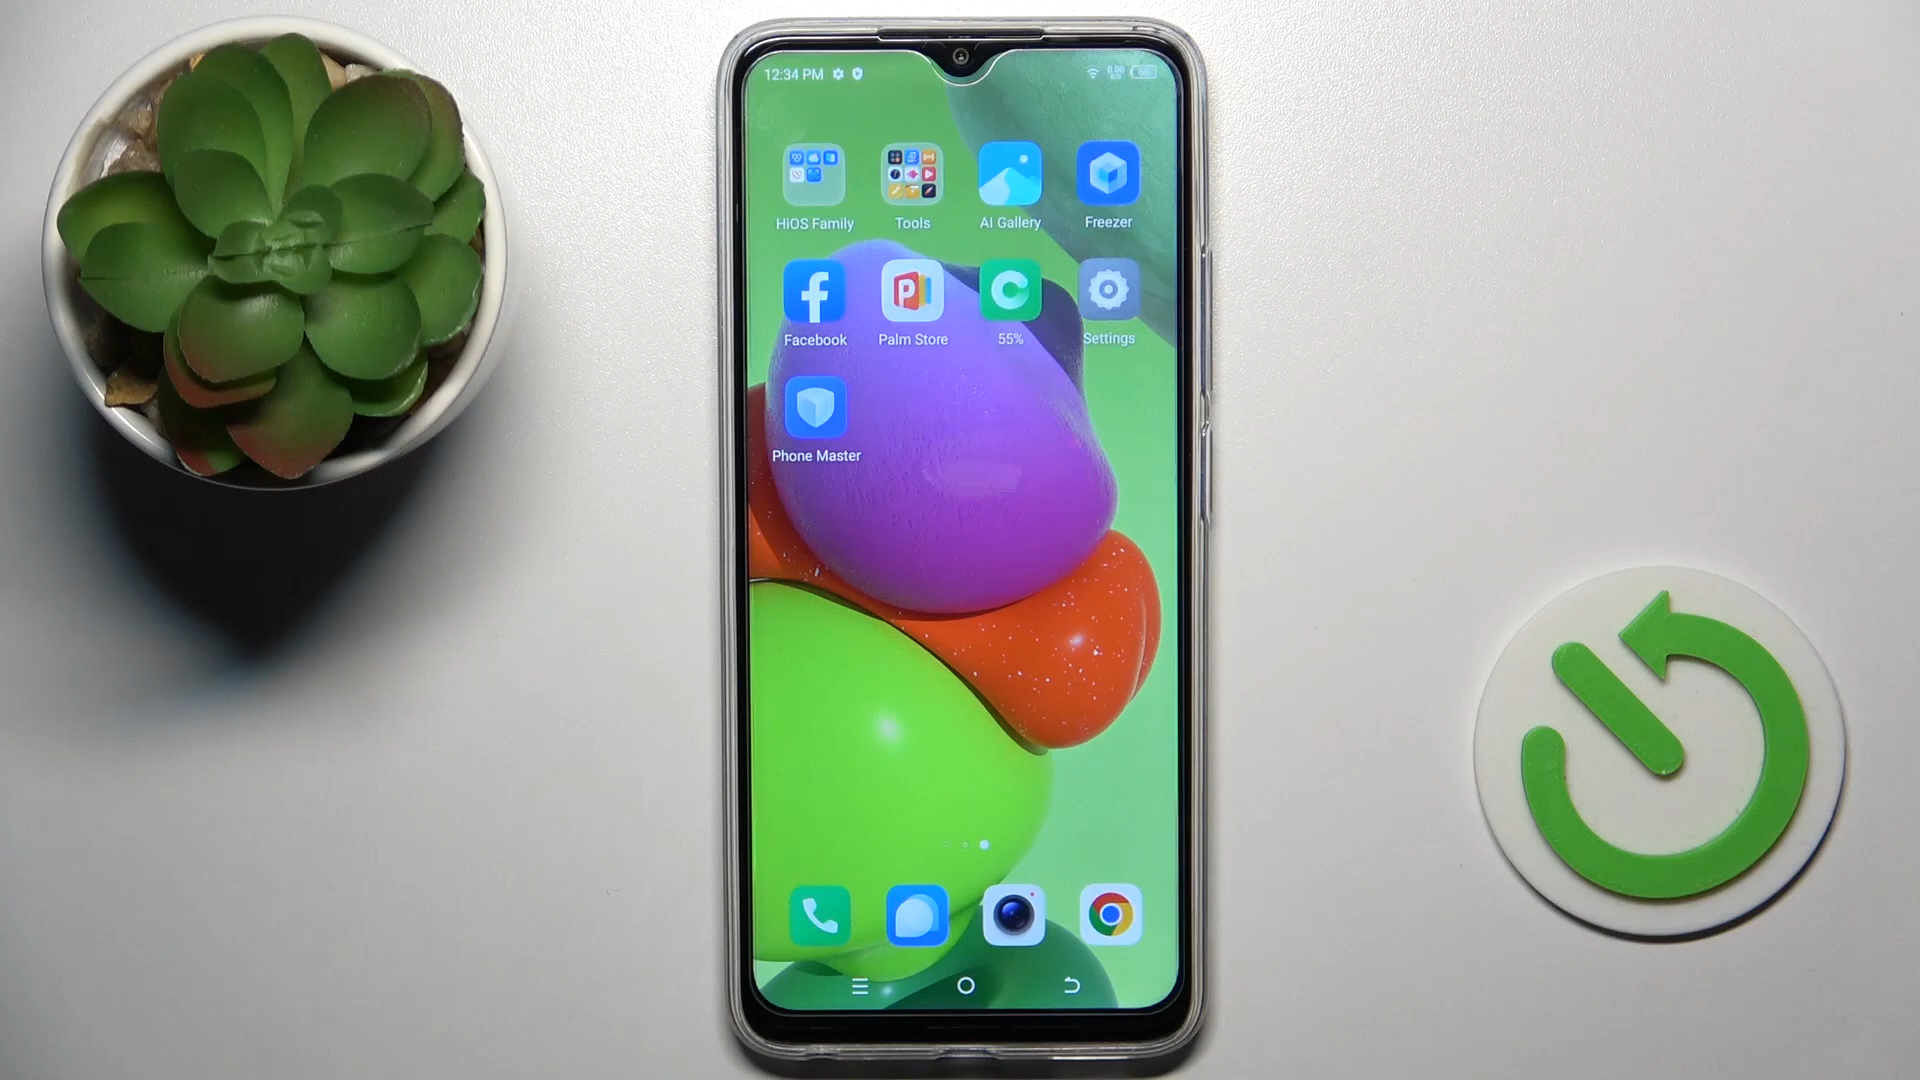 12:34 PM
HiOS Family Tools AI Gallery Freezer
Facebook Palm Store 55% Settings
Phone Master